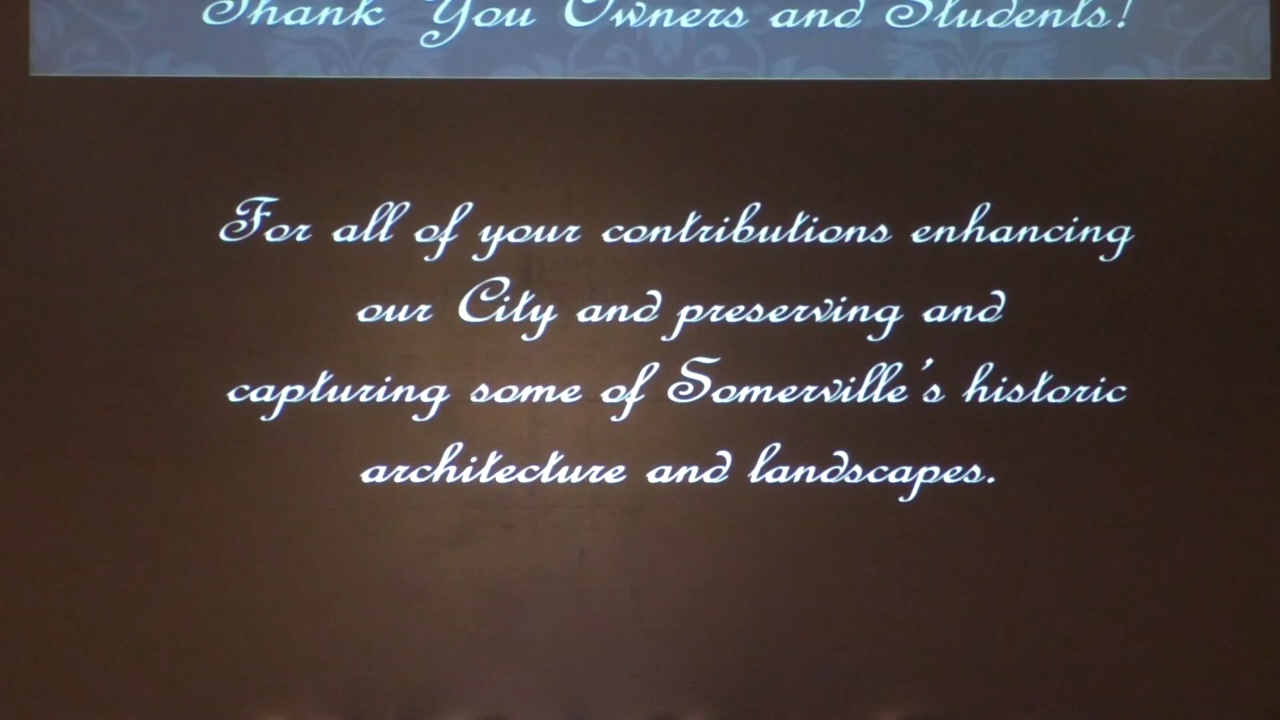 Thank You Owners and Students!
For all of your contributions enhancing
our City and preserving and
capturing some of Somerville's historic
architecture and landscapes.